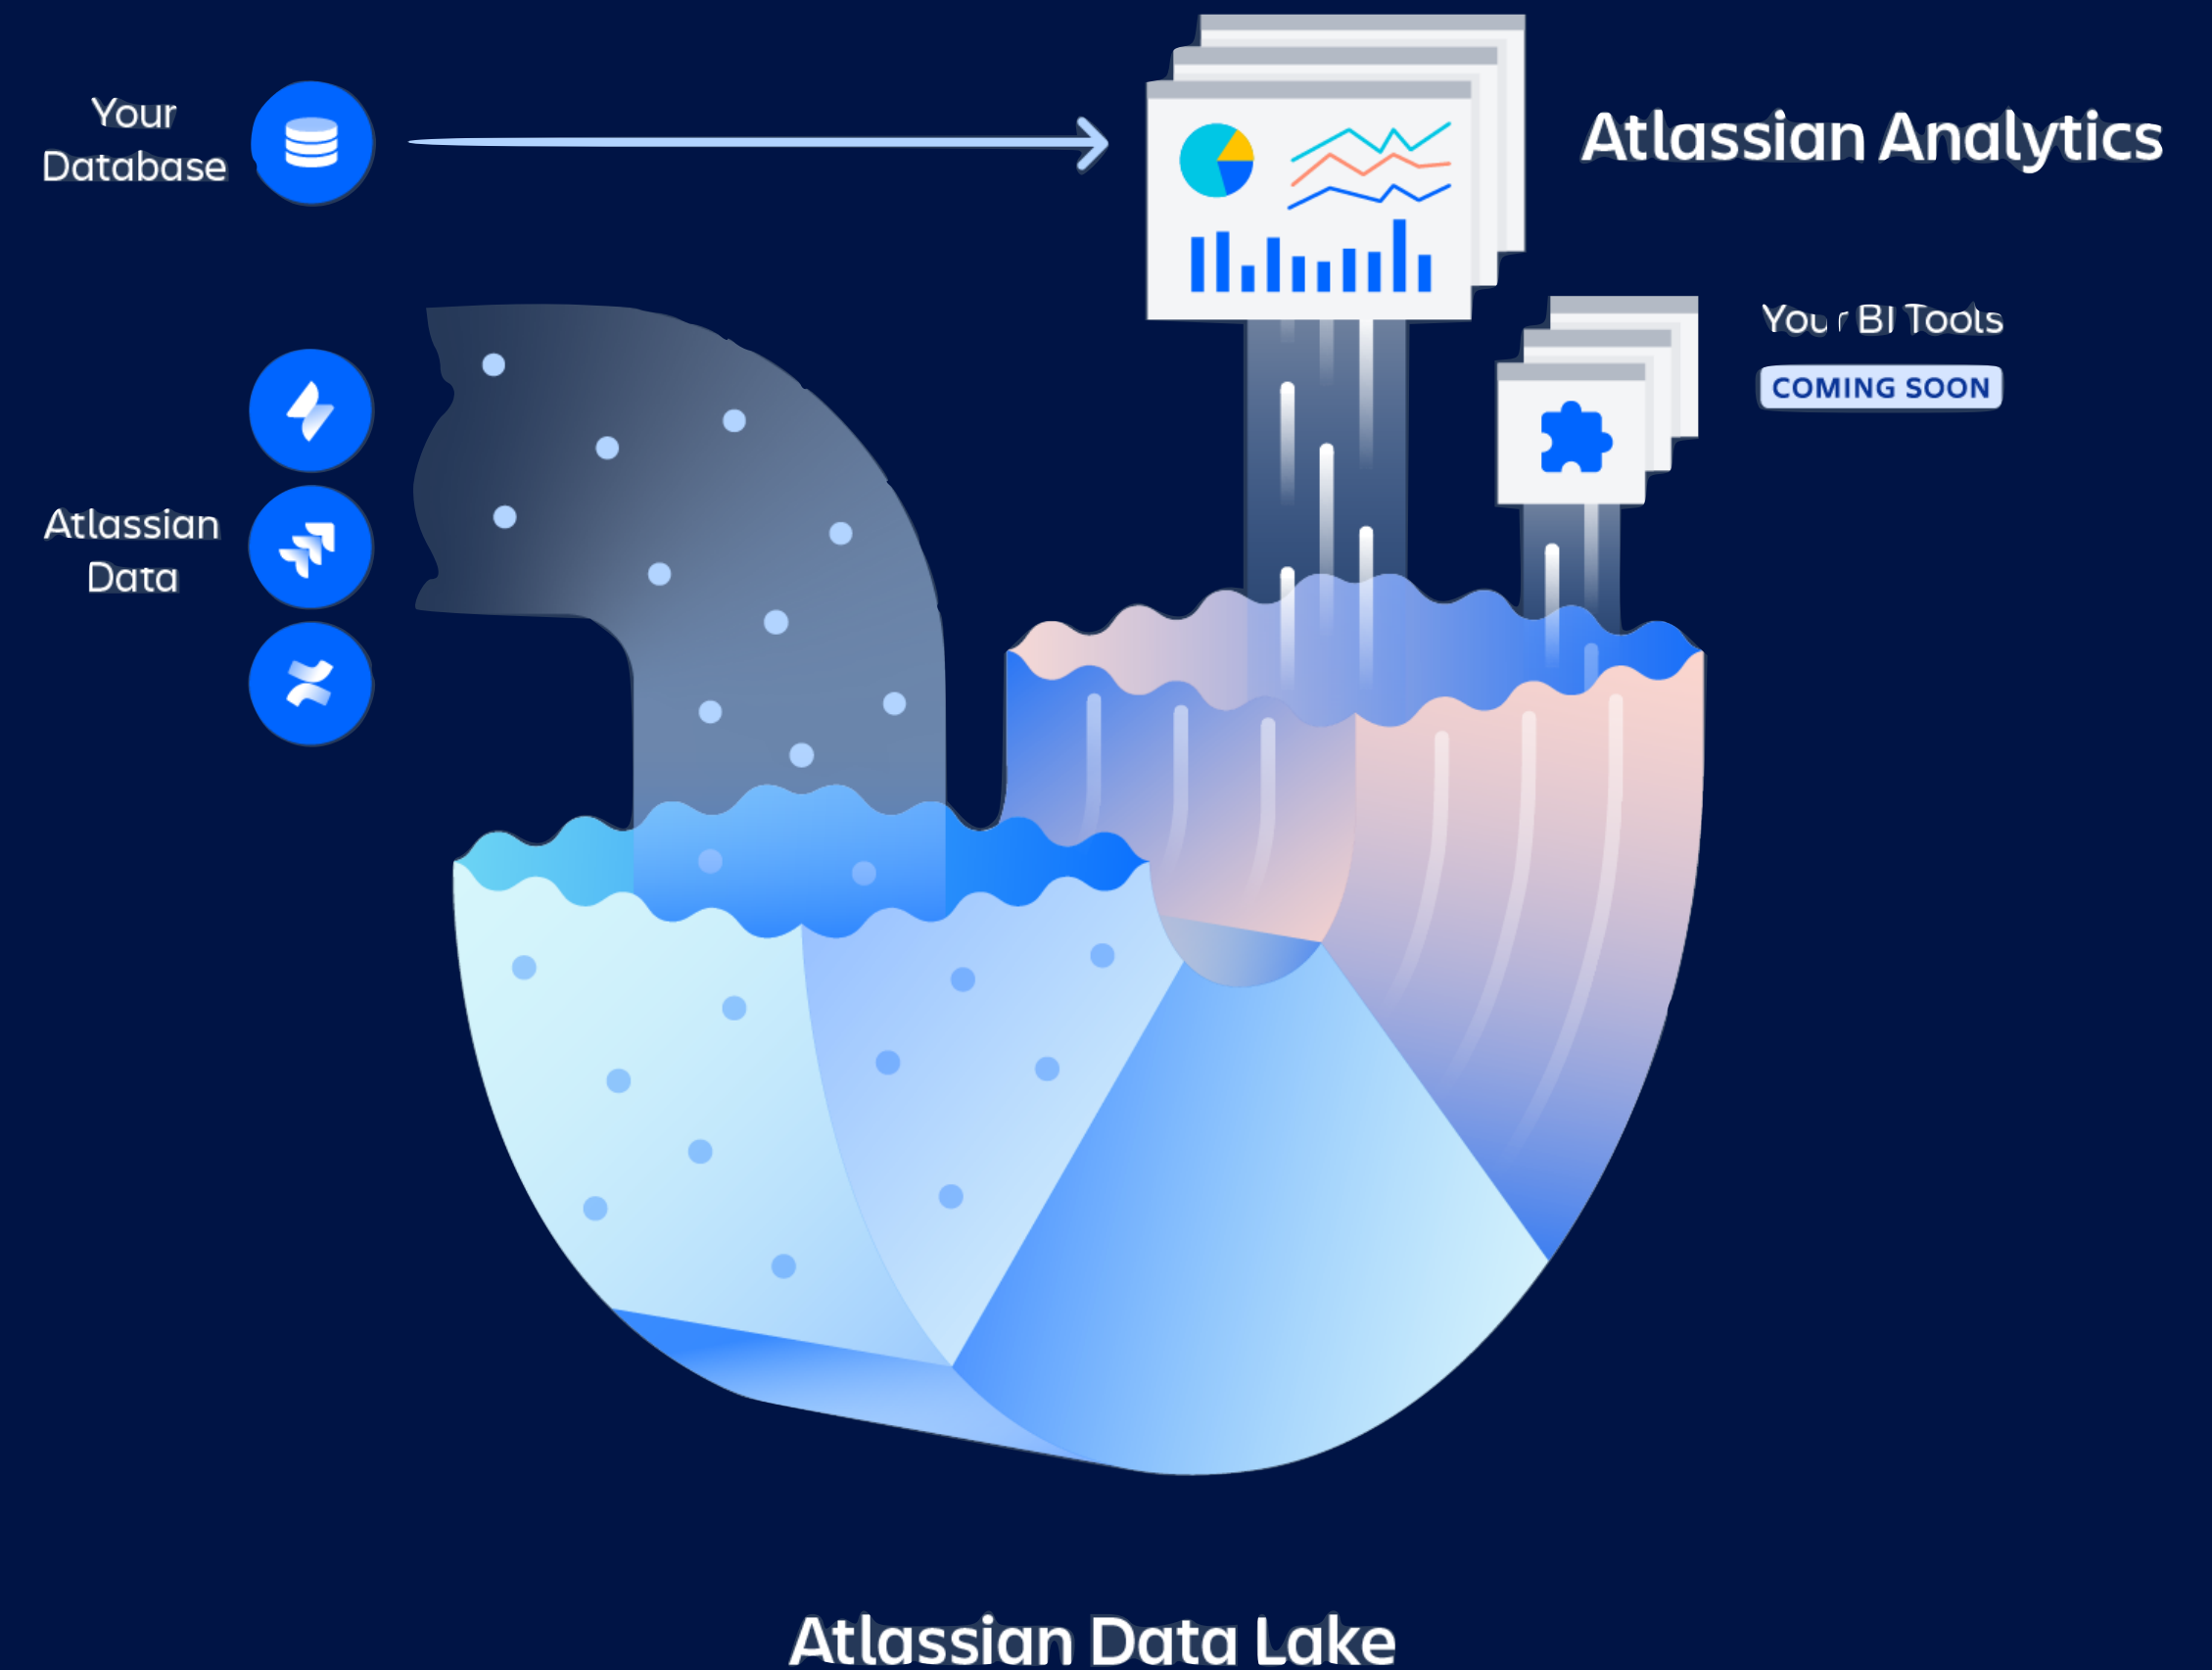 Your
Database
Atlassian Analytics
Your BI Tools
COMING SOON
Atlassian
Data
Atlassian Data Lake